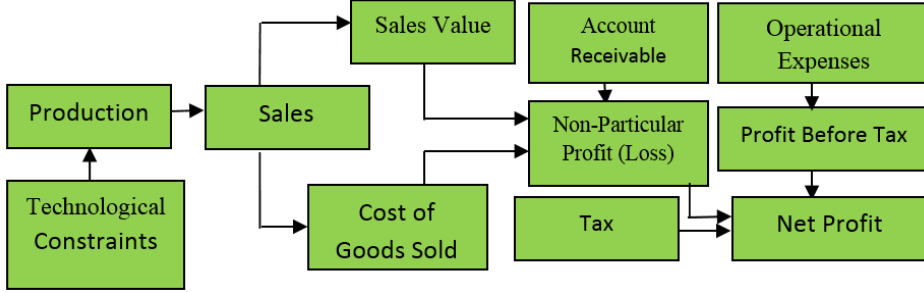 Sales Value
Account
Receivable
Operational
Expenses
Production
Sales
Non-Particular
Profit (Loss)
Profit Before Tax
Technological
Constraints
Cost of
Goods Sold
Tax
Net Profit